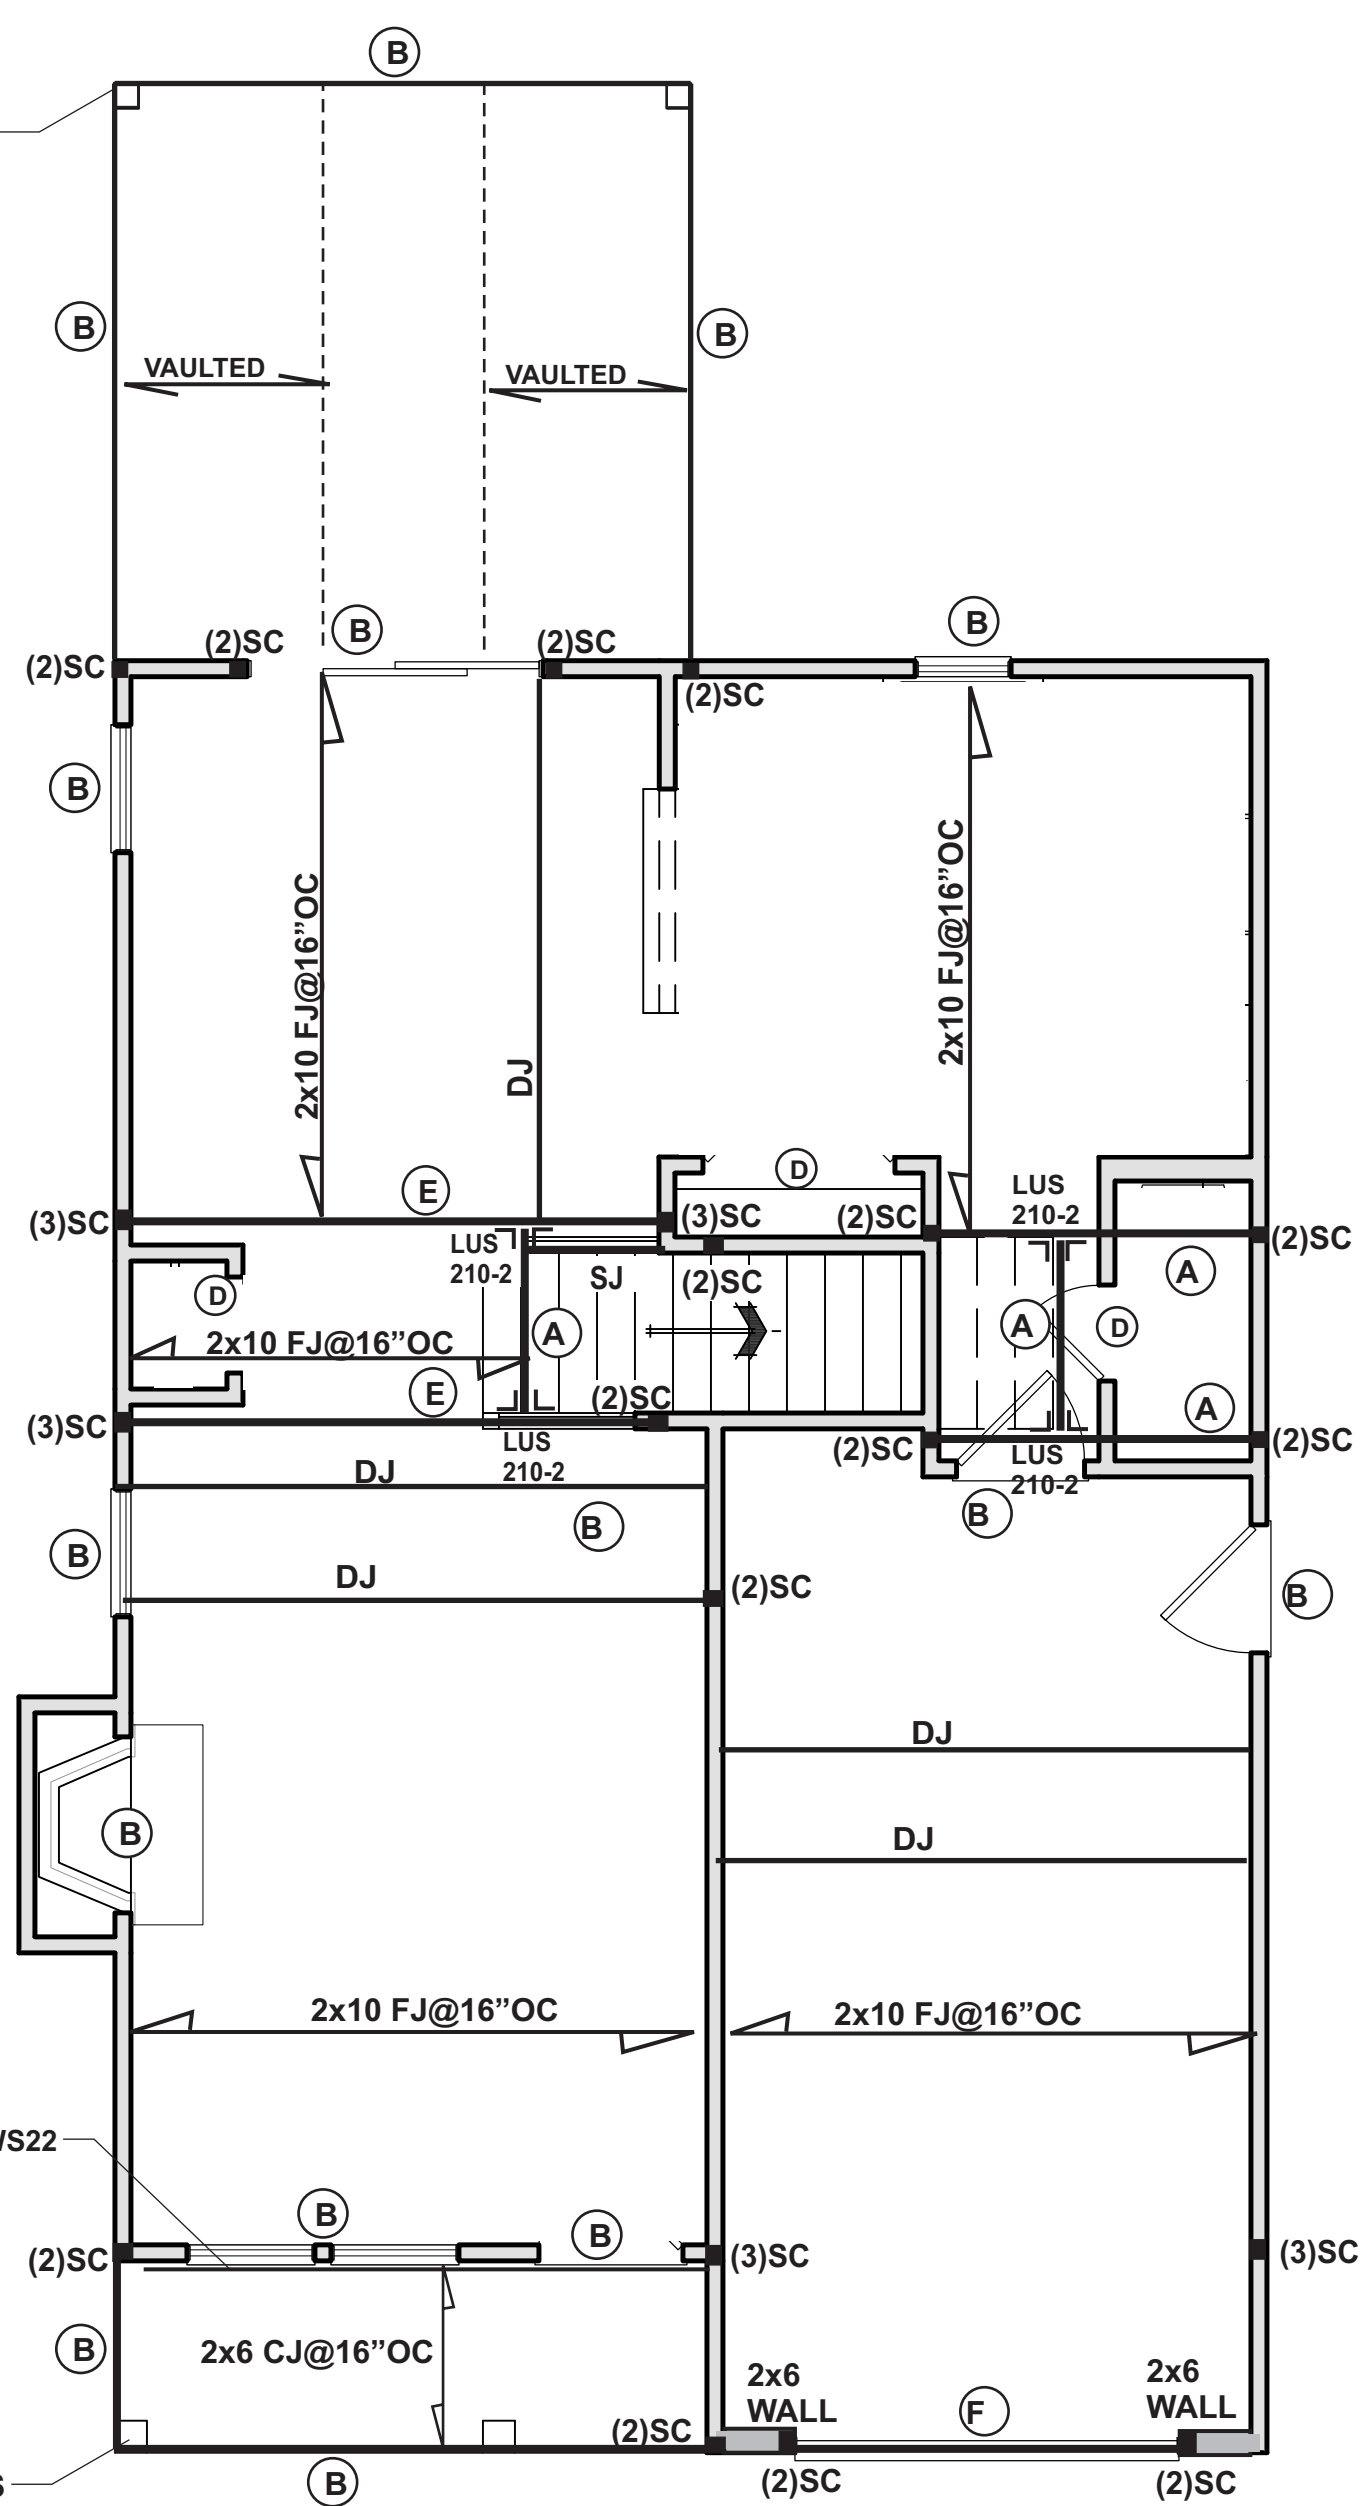 B
B
B
VAULTED
VAULTED
B
B
(2)SC
(2)SC
(2)SC
(2)SC
B
2x10 FJ@16”OC
2x10 FJ@16”OC
DJ
D
E
LUS
210-2
(3)SC
(3)SC
(2)SC
(2)SC
LUS
210-2
SJ
(2)SC
A
D
A
A
D
2x10 FJ@16”OC
E
(2)SC
A
(3)SC
LUS
210-2
(2)SC
LUS
210-2
(2)SC
DJ
B
B
B
DJ
(2)SC
B
DJ
B
DJ
2x10 FJ@16”OC
2x10 FJ@16”OC
WS22
B
B
(2)SC
(3)SC
(3)SC
B
2x6 CJ@16”OC
2x6
WALL
2x6
WALL
F
(2)SC
B
(2)SC
(2)SC
S